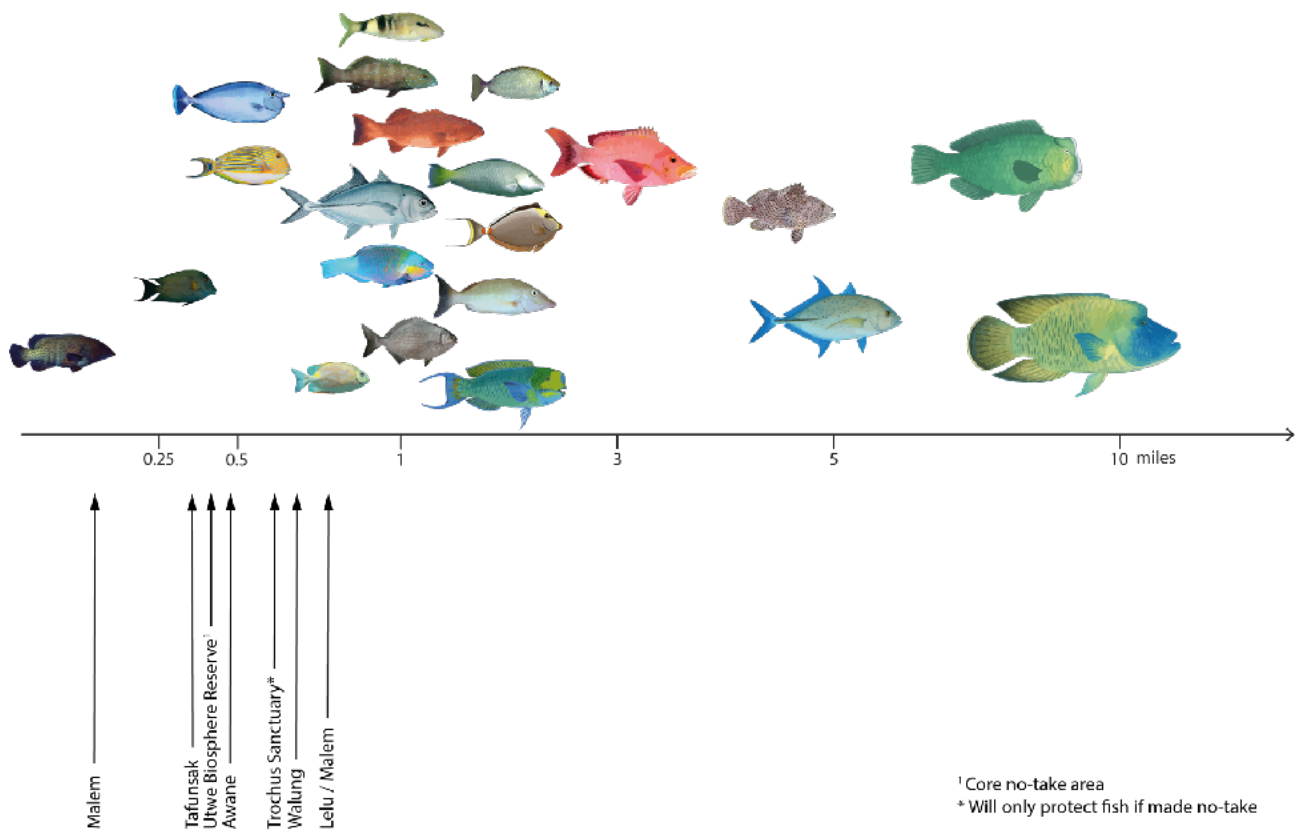 0.25
0.5
1
3
5
10 miles
Malem
Tafunsak
Utwe Biosphere Reserve¹
Awane
Trochus Sanctuary*
Walung
Lelu / Malem
¹ Core no-take area
* Will only protect fish if made no-take